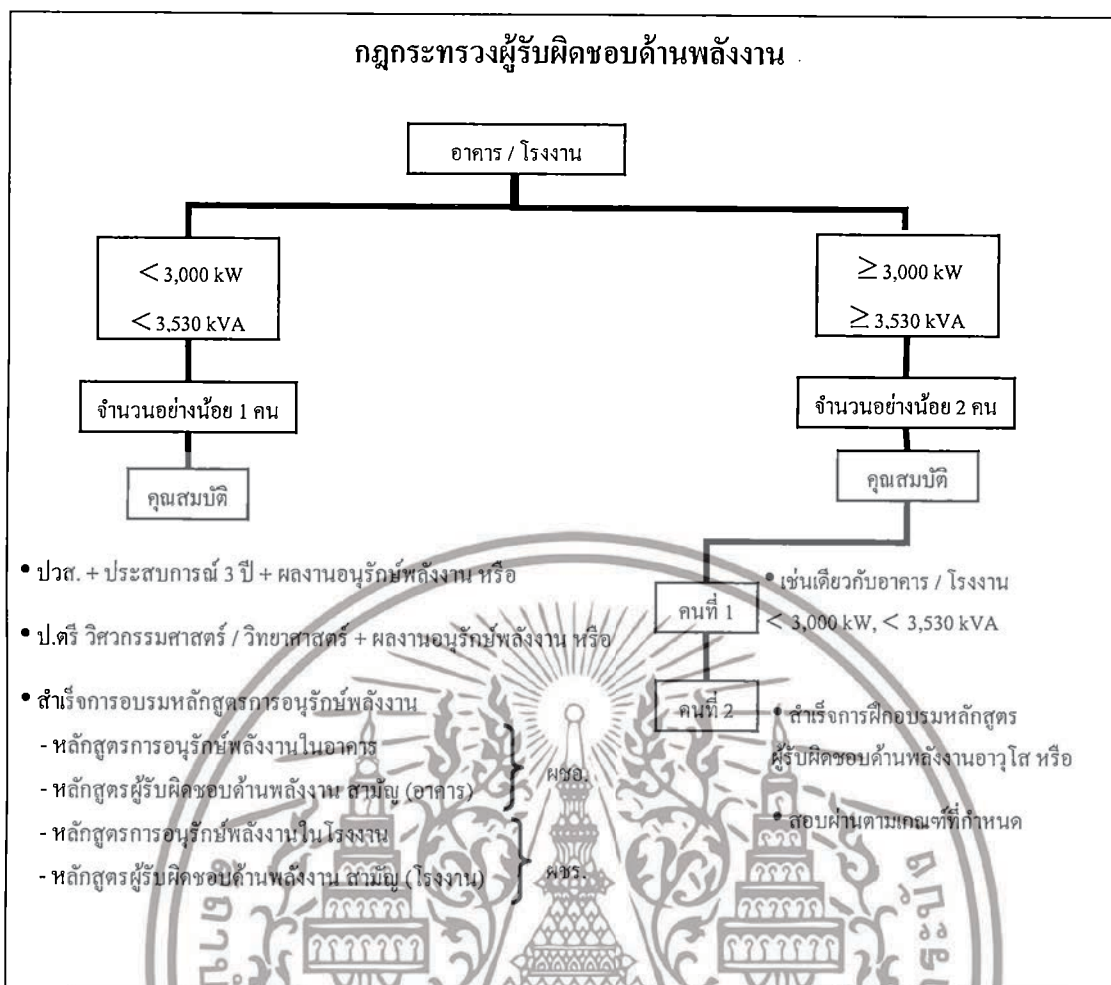 กฎกระทรวงผู้รับผิดชอบด้านพลังงาน
อาคาร / โรงงาน
< 3,000 kW
< 3,530 kVA
≥ 3,000 kW
≥ 3,530 kVA
จำนวนอย่างน้อย 1 คน
จำนวนอย่างน้อย 2 คน
คุณสมบัติ
คุณสมบัติ
• ปวส. + ประสบการณ์ 3 ปี + ผลงานอนุรักษ์พลังงาน หรือ
• ป.ตรี วิศวกรรมศาสตร์ / วิทยาศาสตร์ + ผลงานอนุรักษ์พลังงาน หรือ
• สำเร็จการอบรมหลักสูตรการอนุรักษ์พลังงาน
- หลักสูตรการอนุรักษ์พลังงานในอาคาร
- หลักสูตรผู้รับผิดชอบด้านพลังงาน สามัญ (อาคาร)
ผชอ.
- หลักสูตรการอนุรักษ์พลังงานในโรงงาน
- หลักสูตรผู้รับผิดชอบด้านพลังงาน สามัญ (โรงงาน)
ผชร.
คนที่ 1
• เช่นเดียวกับอาคาร / โรงงาน
< 3,000 kW, < 3,530 kVA
คนที่ 2
• สำเร็จการฝึกอบรมหลักสูตร
ผู้รับผิดชอบด้านพลังงานอาวุโส หรือ
• สอบผ่านตามเกณฑ์ที่กำหนด